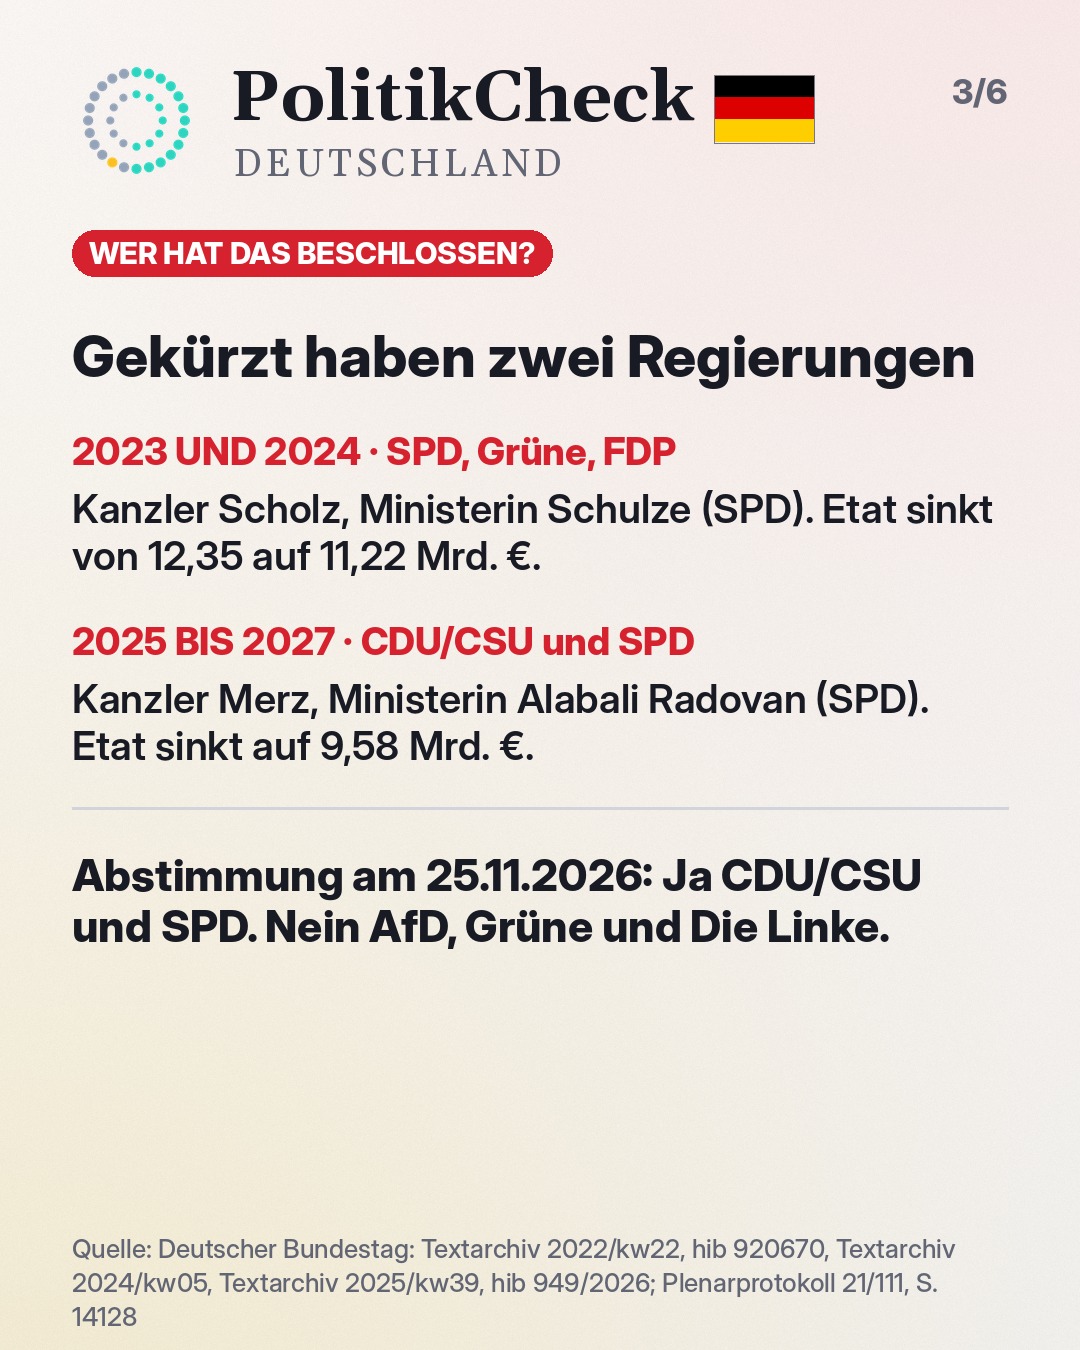 PolitikCheck
3/6
DEUTSCHLAND
WER HAT DAS BESCHLOSSEN?
Gekürzt haben zwei Regierungen
2023 UND 2024 · SPD, Grüne, FDP
Kanzler Scholz, Ministerin Schulze (SPD). Etat sinkt
von 12,35 auf 11,22 Mrd. €.
2025 BIS 2027 · CDU/CSU und SPD
Kanzler Merz, Ministerin Alabali Radovan (SPD).
Etat sinkt auf 9,58 Mrd. €.
Abstimmung am 25.11.2026: Ja CDU/CSU
und SPD. Nein AfD, Grüne und Die Linke.
Quelle: Deutscher Bundestag: Textarchiv 2022/kw22, hib 920670, Textarchiv
2024/kw05, Textarchiv 2025/kw39, hib 949/2026; Plenarprotokoll 21/111, S.
14128